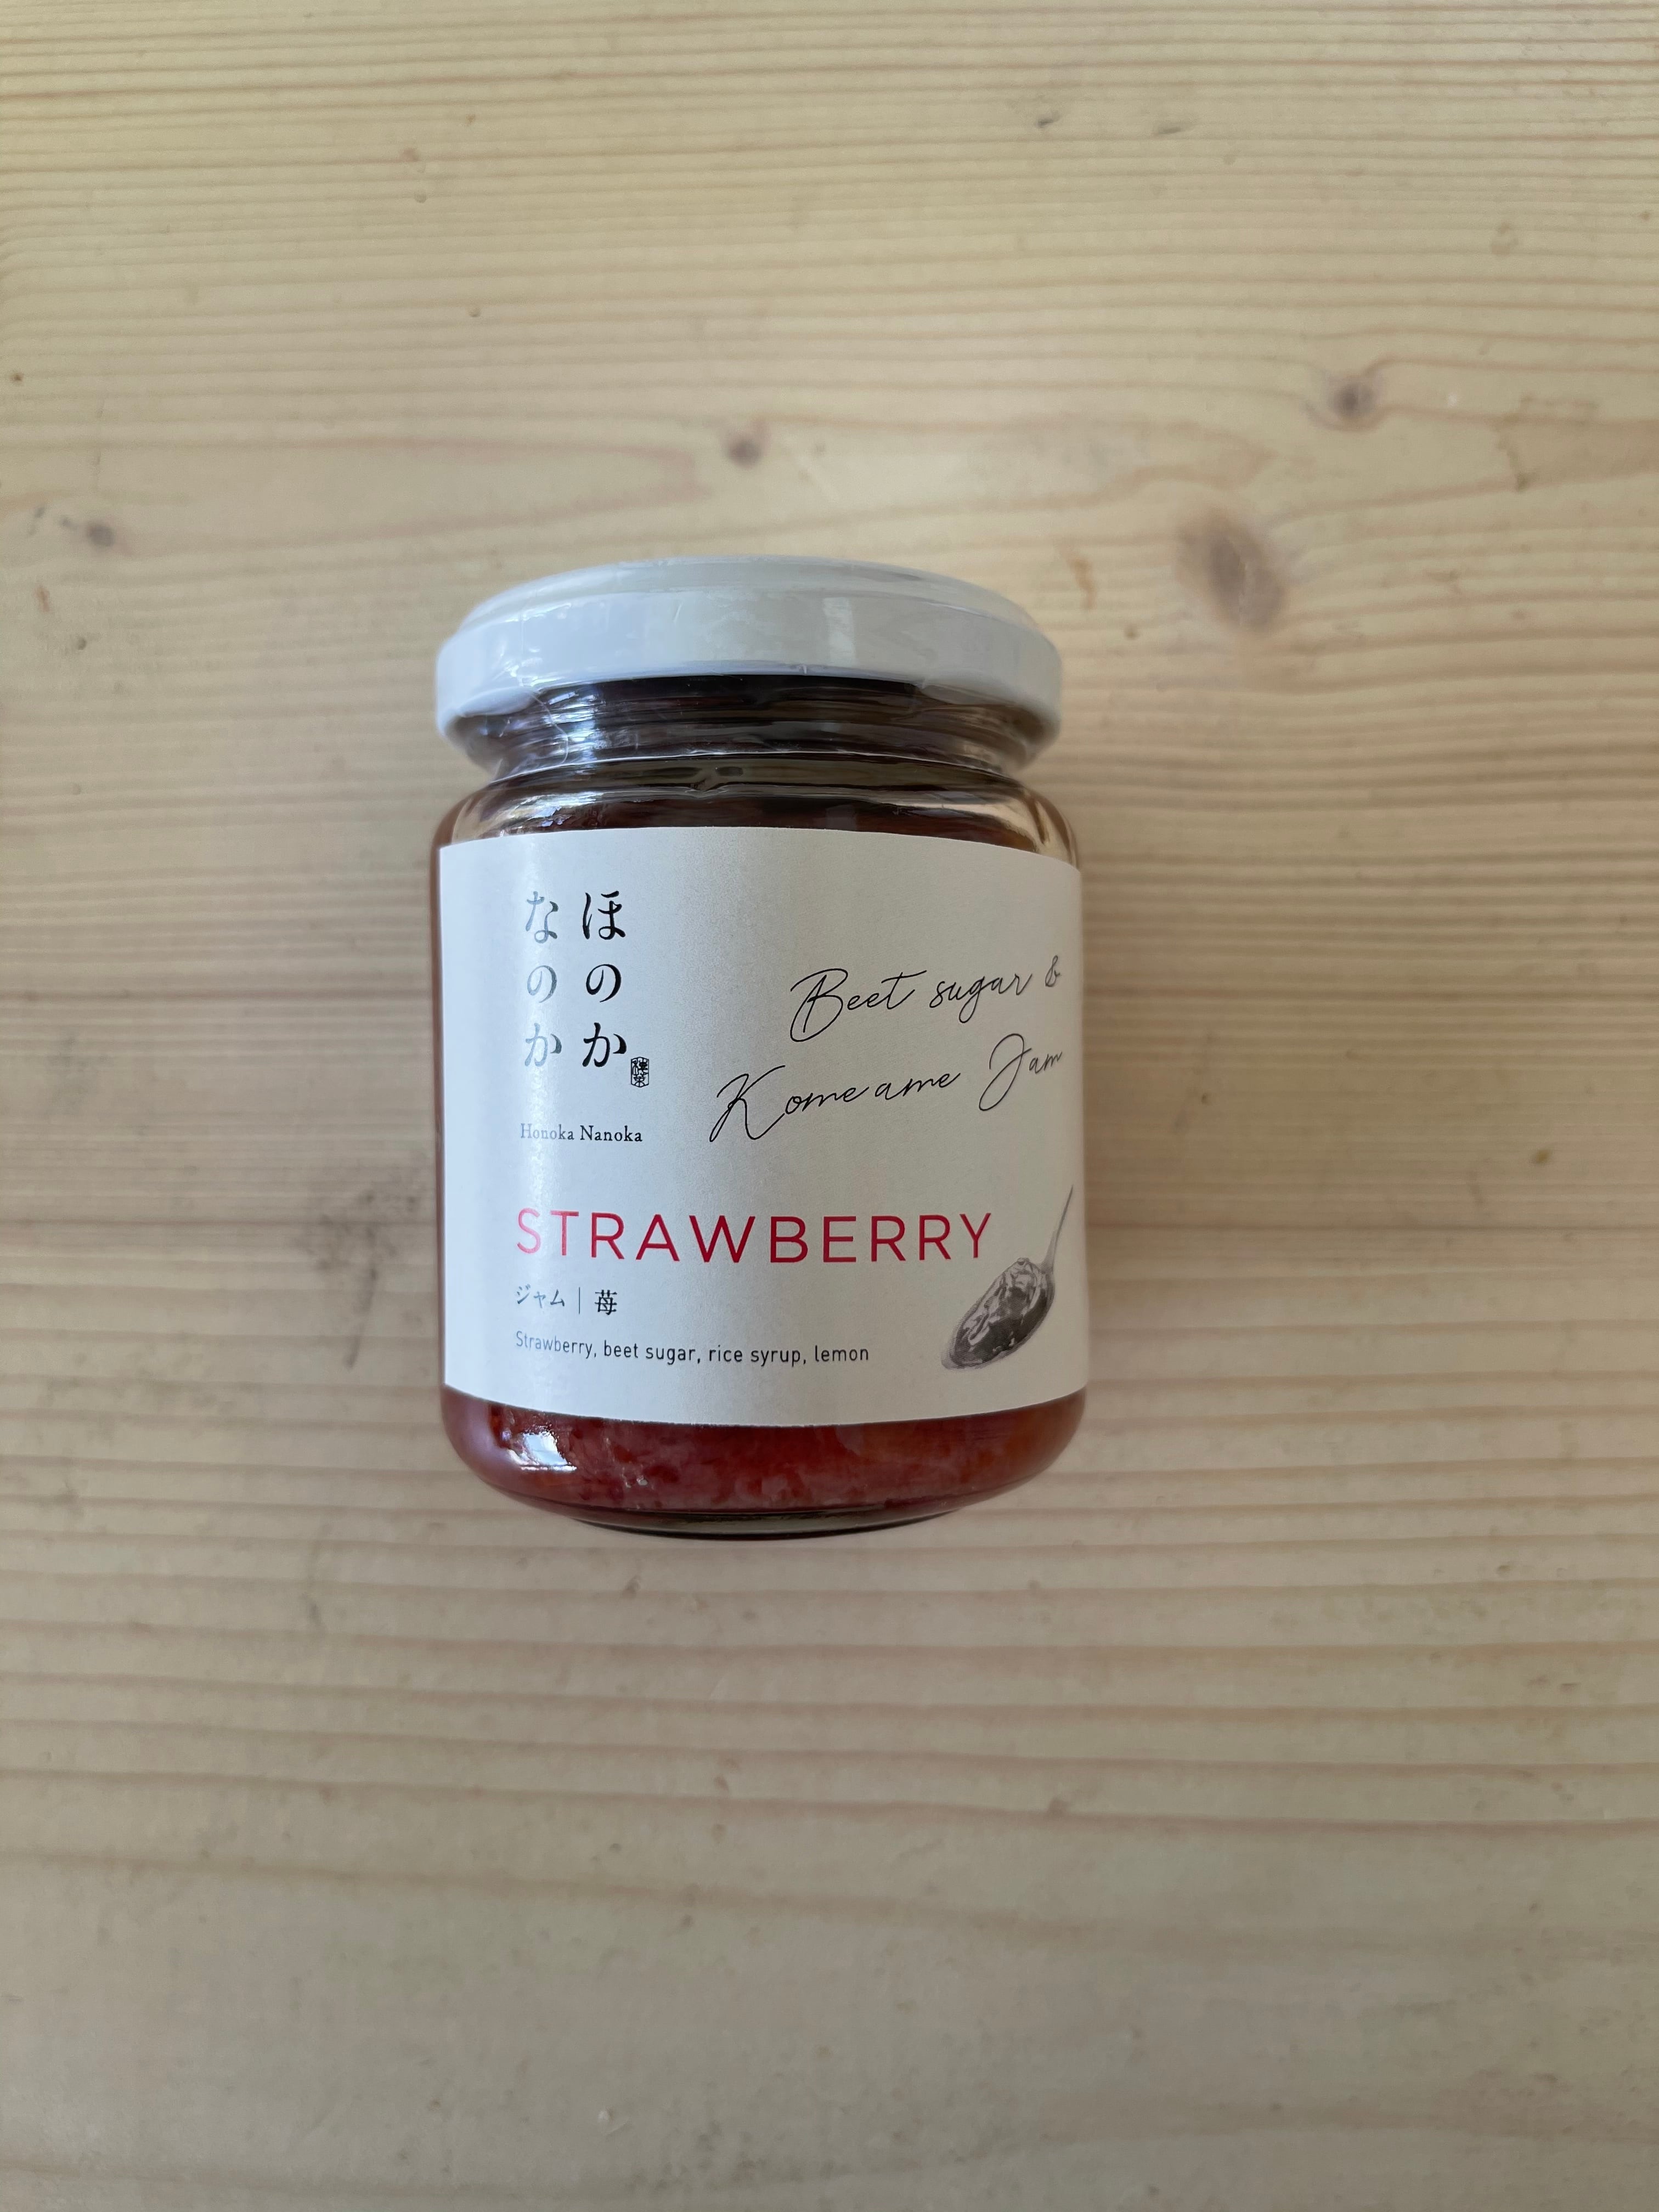 ほのか
なのか
Honoka Nanoka
Beet sugar &
Kome ame Jam
STRAWBERRY
ジャム｜苺
Strawberry, beet sugar, rice syrup, lemon